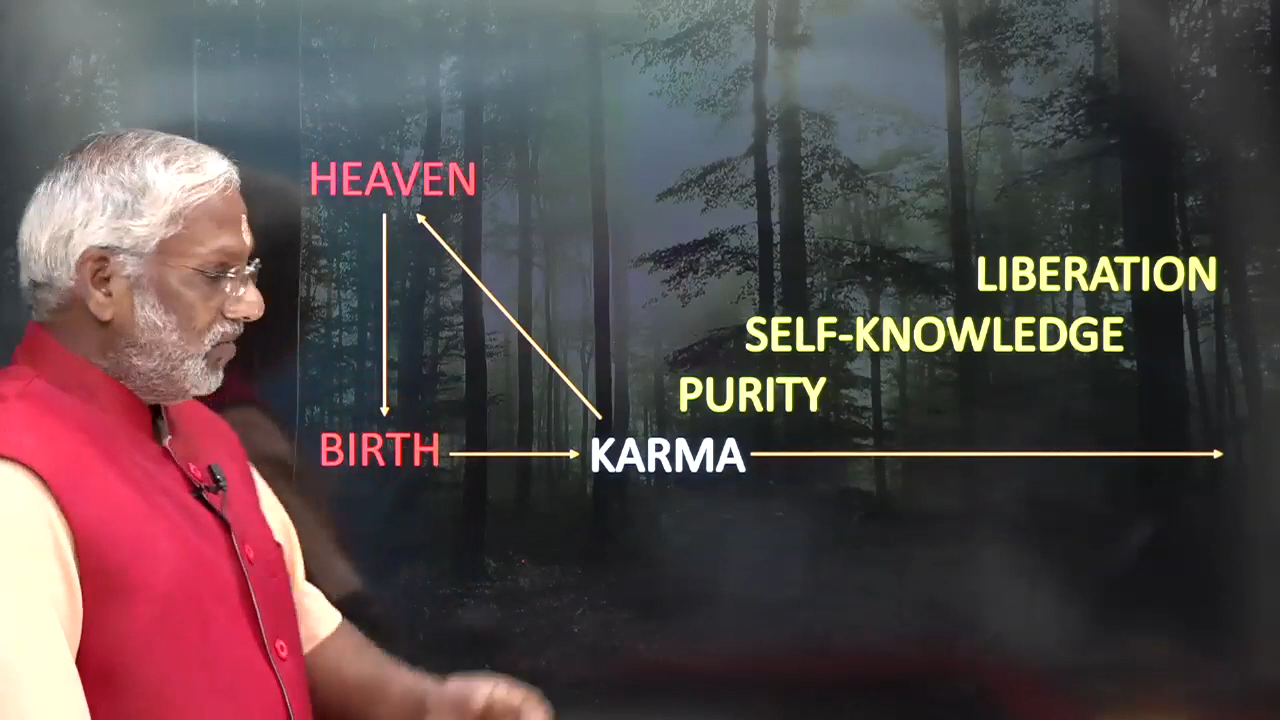 HEAVEN
LIBERATION
SELF-KNOWLEDGE
PURITY
BIRTH
KARMA